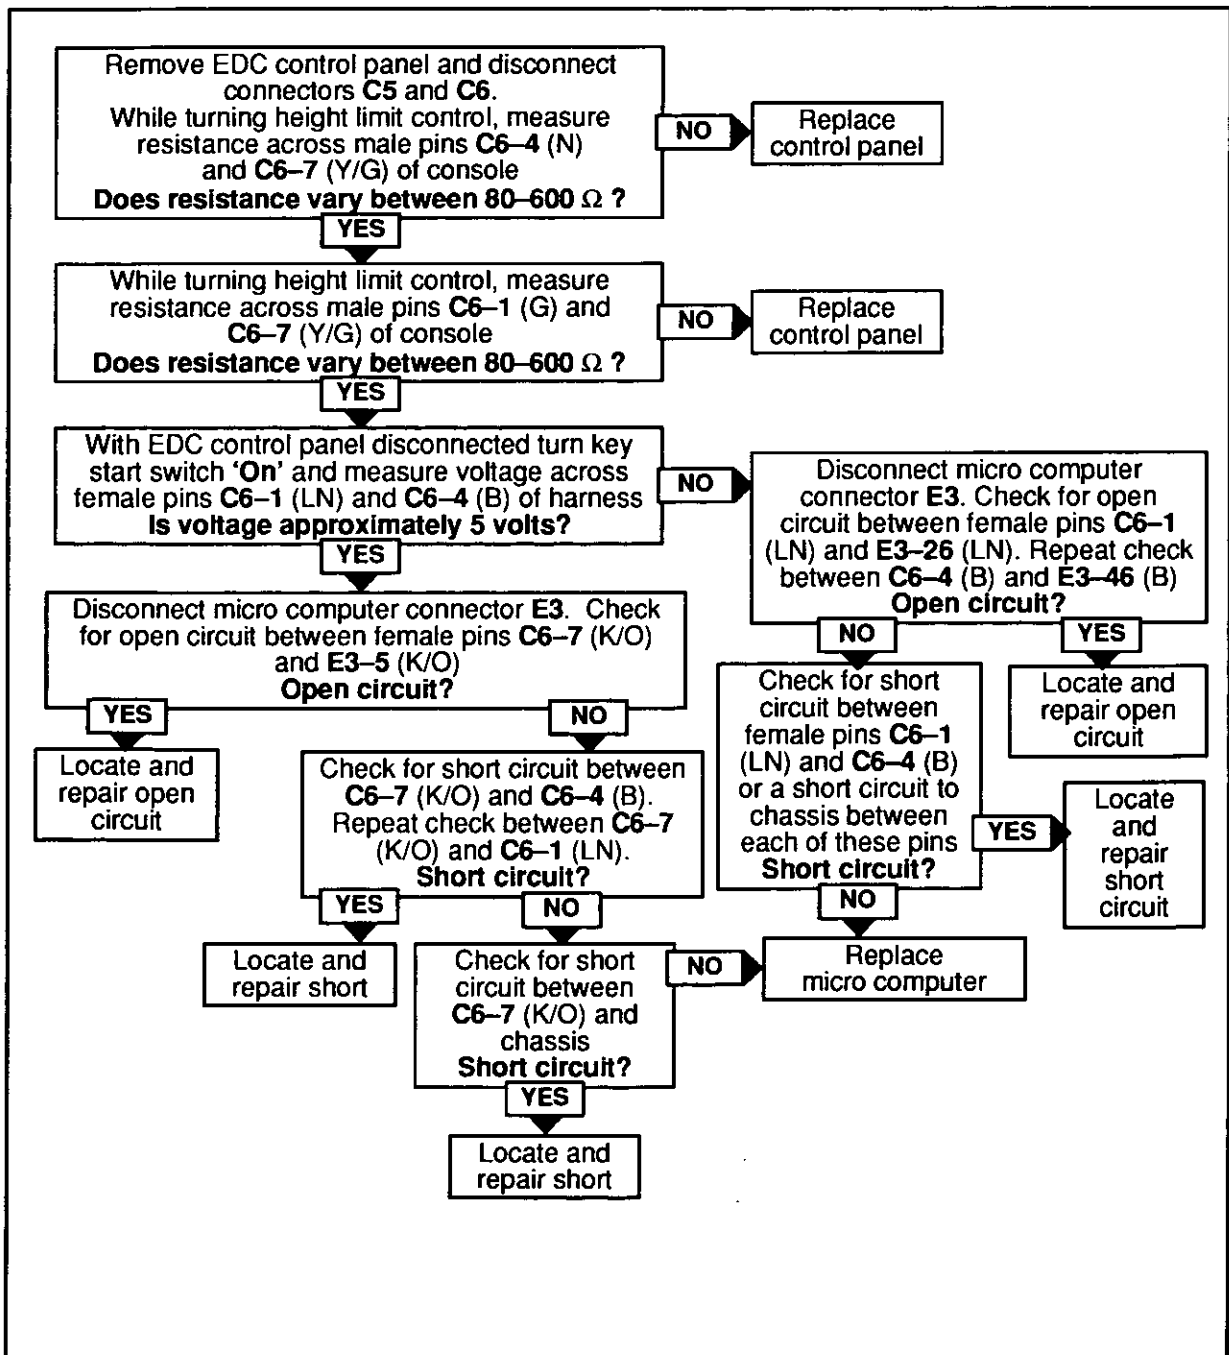 Remove EDC control panel and disconnect
connectors C5 and C6.
While turning height limit control, measure
resistance across male pins C6–4 (N)
and C6–7 (Y/G) of console
Does resistance vary between 80–600 Ω ?
NO
Replace
control panel
YES
While turning height limit control, measure
resistance across male pins C6–1 (G) and
C6–7 (Y/G) of console
Does resistance vary between 80–600 Ω ?
NO
Replace
control panel
YES
With EDC control panel disconnected turn key
start switch 'On' and measure voltage across
female pins C6–1 (LN) and C6–4 (B) of harness
Is voltage approximately 5 volts?
NO
Disconnect micro computer
connector E3. Check for open
circuit between female pins C6–1
(LN) and E3–26 (LN). Repeat check
between C6–4 (B) and E3–46 (B)
Open circuit?
YES
Disconnect micro computer connector E3. Check
for open circuit between female pins C6–7 (K/O)
and E3–5 (K/O)
Open circuit?
NO
YES
Check for short
circuit between
female pins C6–1
(LN) and C6–4 (B)
or a short circuit to
chassis between
each of these pins
Short circuit?
Locate and
repair open
circuit
YES
NO
Locate and
repair open
circuit
Check for short circuit between
C6–7 (K/O) and C6–4 (B).
Repeat check between C6–7
(K/O) and C6–1 (LN).
Short circuit?
YES
Locate
and
repair
short
circuit
YES
NO
NO
Locate and
repair short
Check for short
circuit between
C6–7 (K/O) and
chassis
Short circuit?
NO
Replace
micro computer
YES
Locate and
repair short